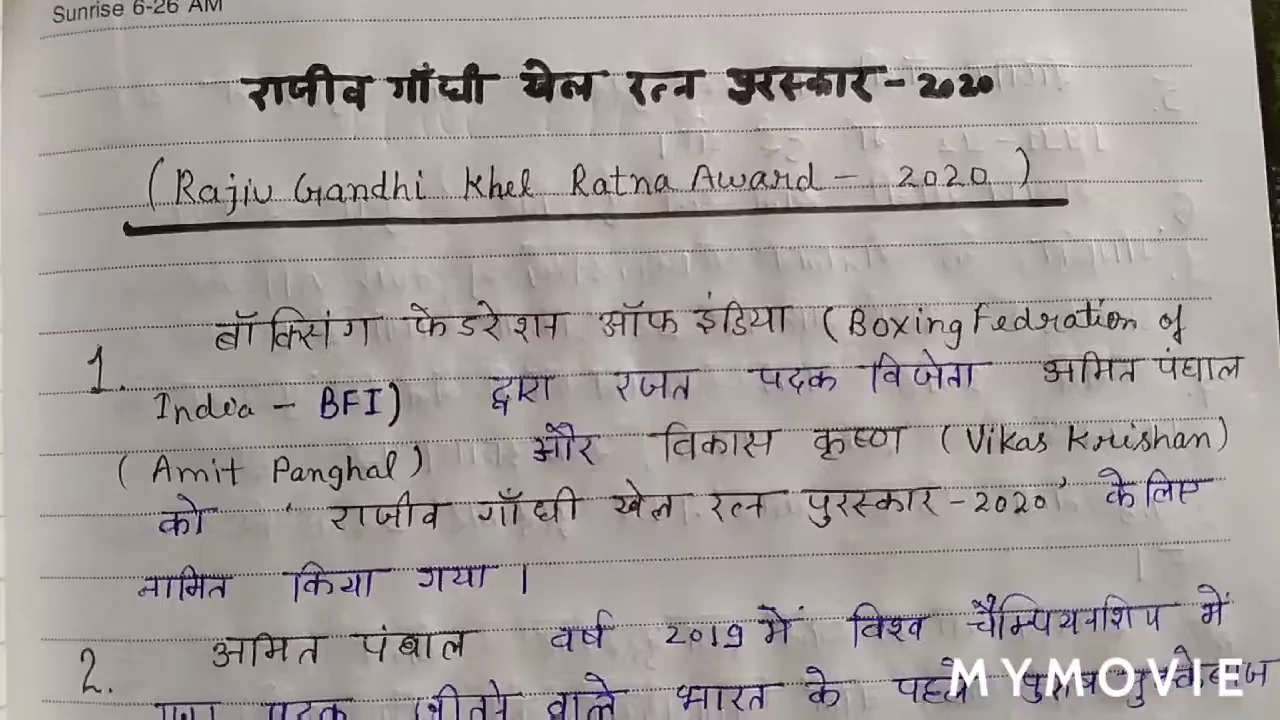 Sunrise 6-26 AM
राजीव गाँधी खेल रत्न पुरस्कार - 2020
(Rajiv Gandhi Khel Ratna Award - 2020)
1. बॉक्सिंग फेडरेशन ऑफ इंडिया (Boxing Fedration of
India - BFI) द्वारा रजत पदक विजेता अमित पंघाल
(Amit Panghal) और विकास कृष्ण (Vikas Krishan)
को 'राजीव गाँधी खेल रत्न पुरस्कार - 2020' के लिए
नामित किया गया।
2. अमित पंघाल वर्ष 2019 में विश्व चैम्पियनशिप में
पदक जीतने वाले भारत के पहले पुरुष
MYMOVIE